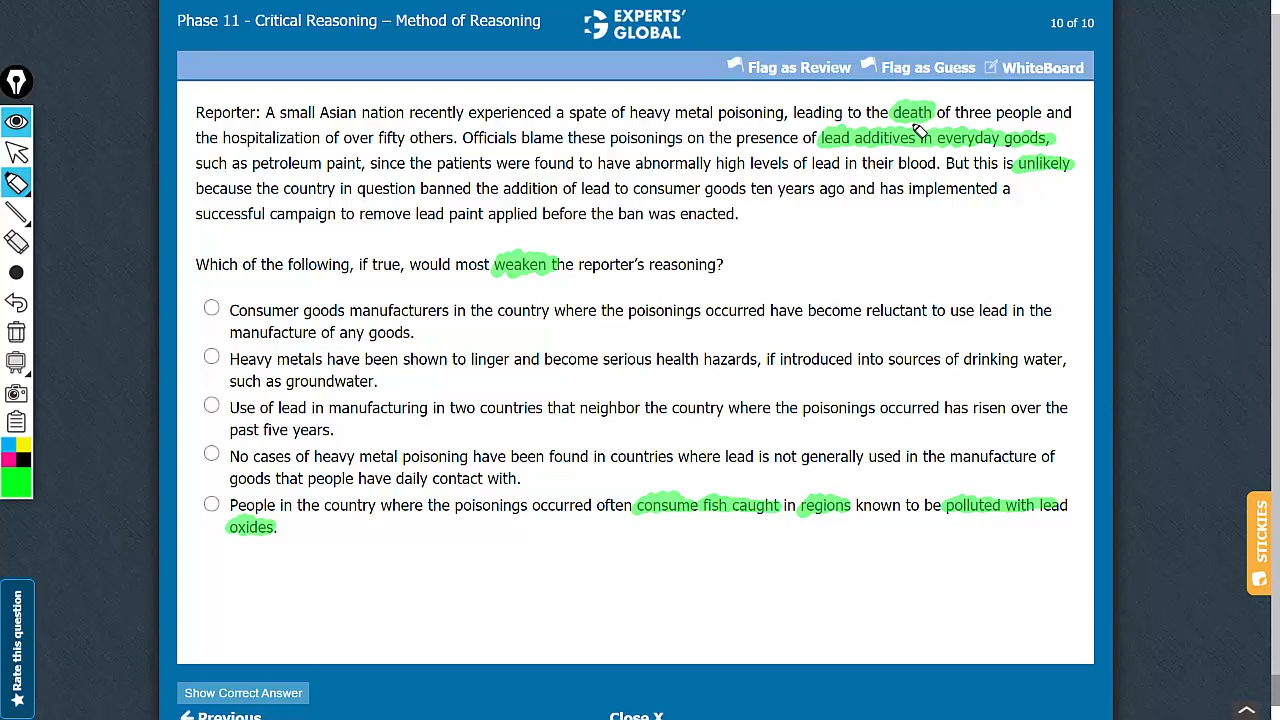 Phase 11 - Critical Reasoning – Method of Reasoning
EXPERTS'
GLOBAL
10 of 10
Flag as Review
Flag as Guess
WhiteBoard
Reporter: A small Asian nation recently experienced a spate of heavy metal poisoning, leading to the death of three people and
the hospitalization of over fifty others. Officials blame these poisonings on the presence of lead additives in everyday goods,
such as petroleum paint, since the patients were found to have abnormally high levels of lead in their blood. But this is unlikely
because the country in question banned the addition of lead to consumer goods ten years ago and has implemented a
successful campaign to remove lead paint applied before the ban was enacted.
Which of the following, if true, would most weaken the reporter's reasoning?
Consumer goods manufacturers in the country where the poisonings occurred have become reluctant to use lead in the
manufacture of any goods.
Heavy metals have been shown to linger and become serious health hazards, if introduced into sources of drinking water,
such as groundwater.
Use of lead in manufacturing in two countries that neighbor the country where the poisonings occurred has risen over the
past five years.
No cases of heavy metal poisoning have been found in countries where lead is not generally used in the manufacture of
goods that people have daily contact with.
People in the country where the poisonings occurred often consume fish caught in regions known to be polluted with lead
oxides.
STICKIES
Rate this question
Show Correct Answer
Previous
Close X